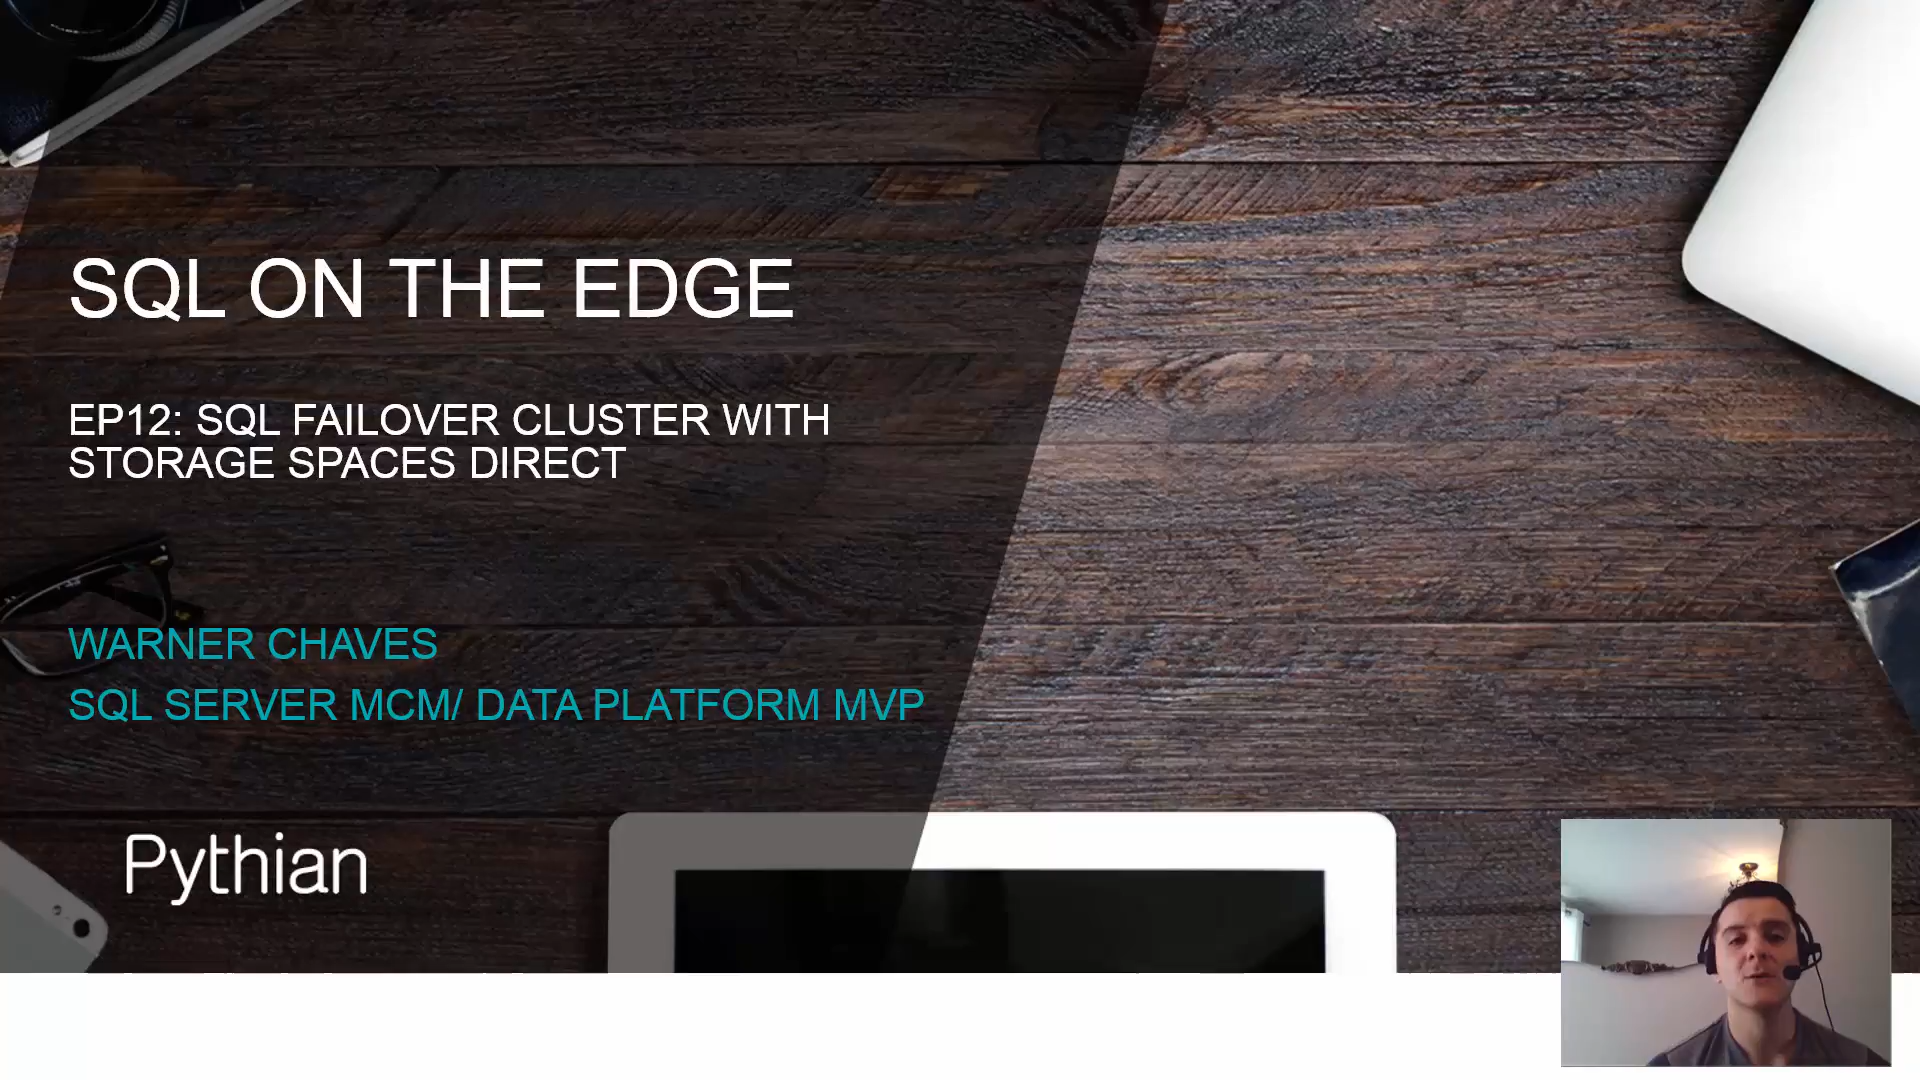 SQL ON THE EDGE
EP12: SQL FAILOVER CLUSTER WITH
STORAGE SPACES DIRECT
WARNER CHAVES
SQL SERVER MCM/ DATA PLATFORM MVP
Pythian